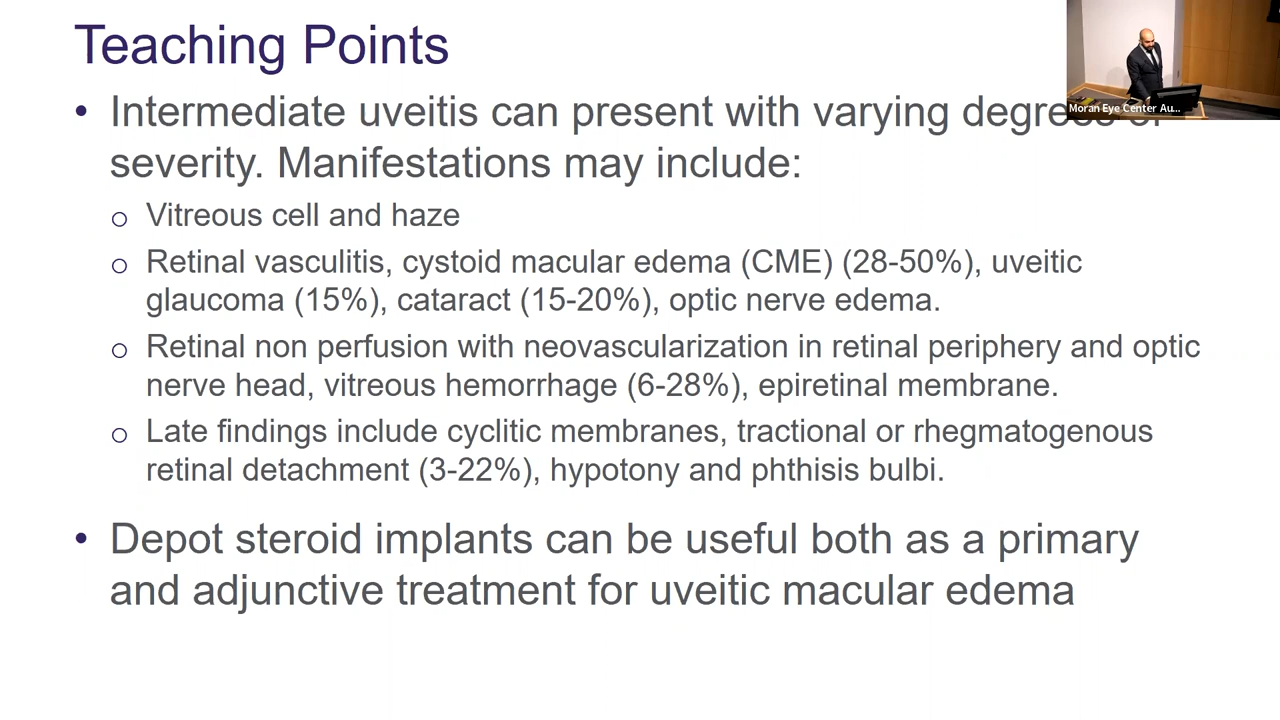 Teaching Points
• Intermediate uveitis can present with varying degrees of
severity. Manifestations may include:
o Vitreous cell and haze
o Retinal vasculitis, cystoid macular edema (CME) (28-50%), uveitic
glaucoma (15%), cataract (15-20%), optic nerve edema.
o Retinal non perfusion with neovascularization in retinal periphery and optic
nerve head, vitreous hemorrhage (6-28%), epiretinal membrane.
o Late findings include cyclitic membranes, tractional or rhegmatogenous
retinal detachment (3-22%), hypotony and phthisis bulbi.
• Depot steroid implants can be useful both as a primary
and adjunctive treatment for uveitic macular edema
Moran Eye Center Au...